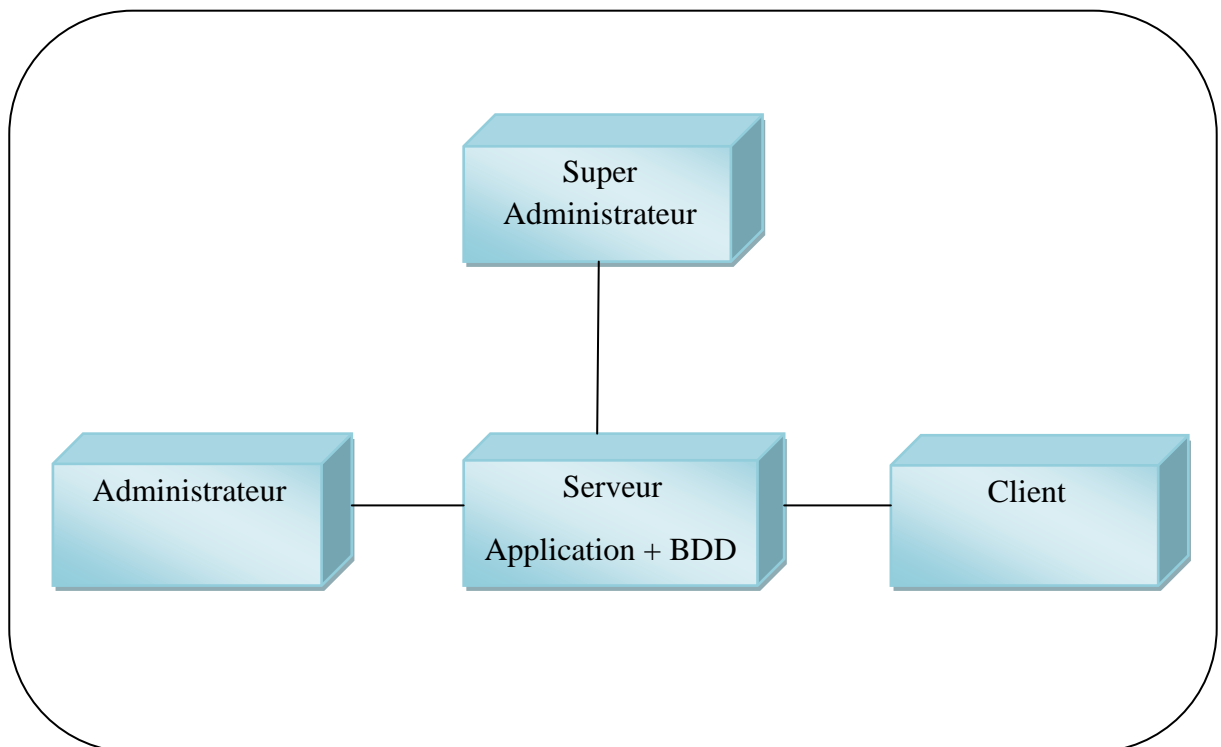 Super
Administrateur
Administrateur
Serveur
Application + BDD
Client